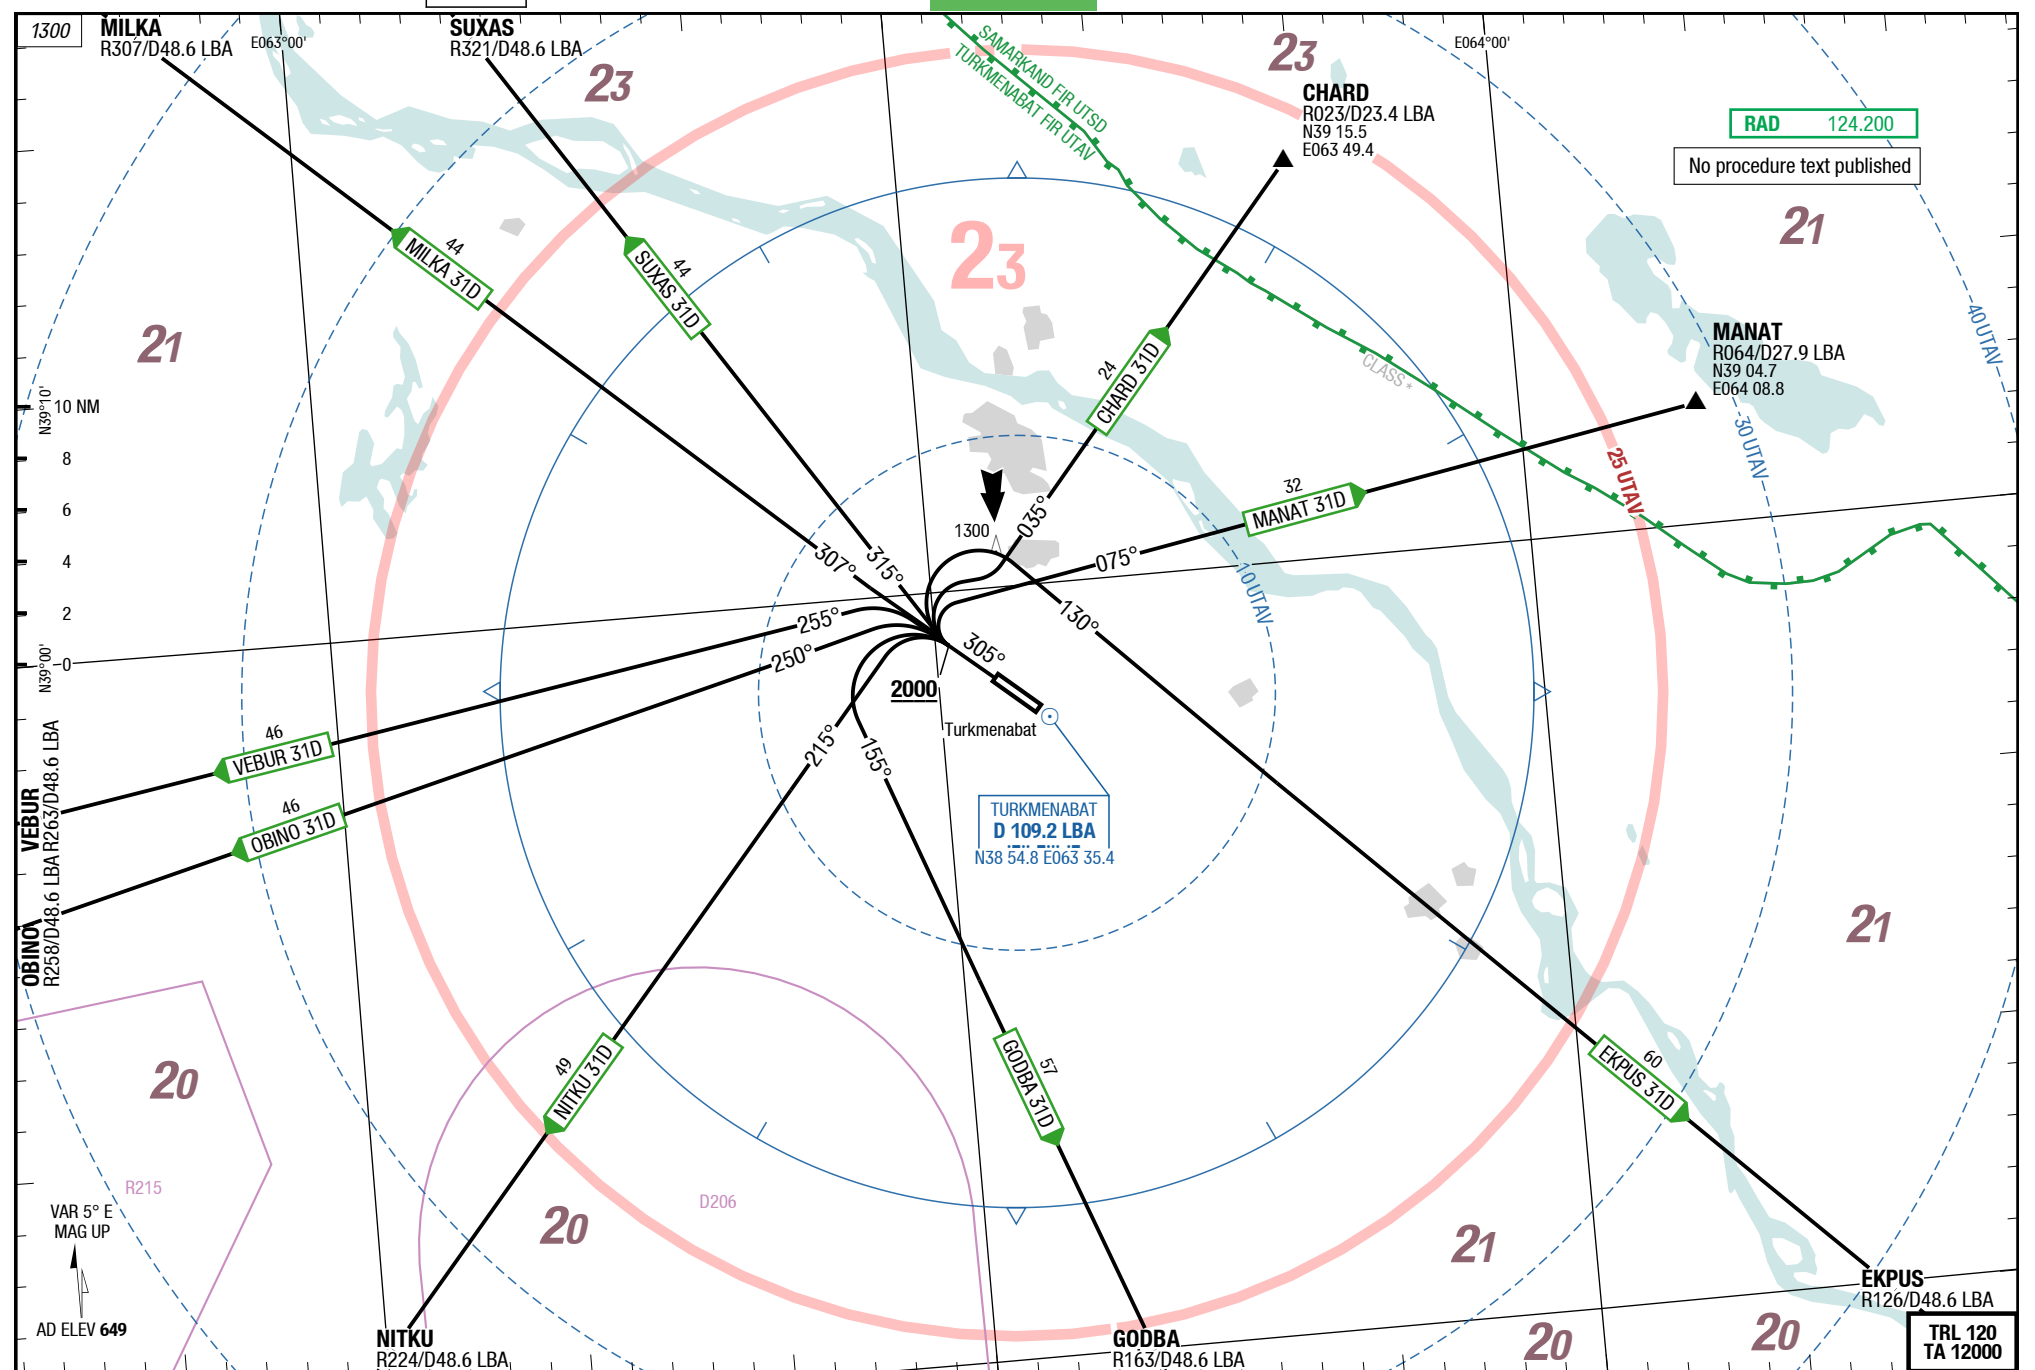 1300
MILKA
R307/D48.6 LBA
E063°00'
SUXAS
R321/D48.6 LBA
23
SAMARKAND FIR UTSD
TURKMENABAT FIR UTAV
23
E064°00'
CHARD
R023/D23.4 LBA
N39 15.5
E063 49.4
RAD 124.200
No procedure text published
21
23
44
MILKA 31D
44
SUXAS 31D
21
40 UTAV
MANAT
R064/D27.9 LBA
N39 04.7
E064 08.8
24
CHARD 31D
CLASS *
N39°10'
10 NM
8
6
4
2
0
N39°00'
30 UTAV
25 UTAV
32
MANAT 31D
1300
035°
307°
315°
075°
10 UTAV
130°
255°
250°
305°
2000
Turkmenabat
215°
155°
46
VEBUR 31D
46
OBINO 31D
VEBUR
R263/D48.6 LBA
OBINO
R258/D48.6 LBA
TURKMENABAT
D 109.2 LBA
N38 54.8 E063 35.4
21
20
49
NITKU 31D
57
GODBA 31D
60
EKPUS 31D
R215
D206
VAR 5° E
MAG UP
AD ELEV 649
20
21
EKPUS
R126/D48.6 LBA
NITKU
R224/D48.6 LBA
GODBA
R163/D48.6 LBA
20
20
TRL 120
TA 12000